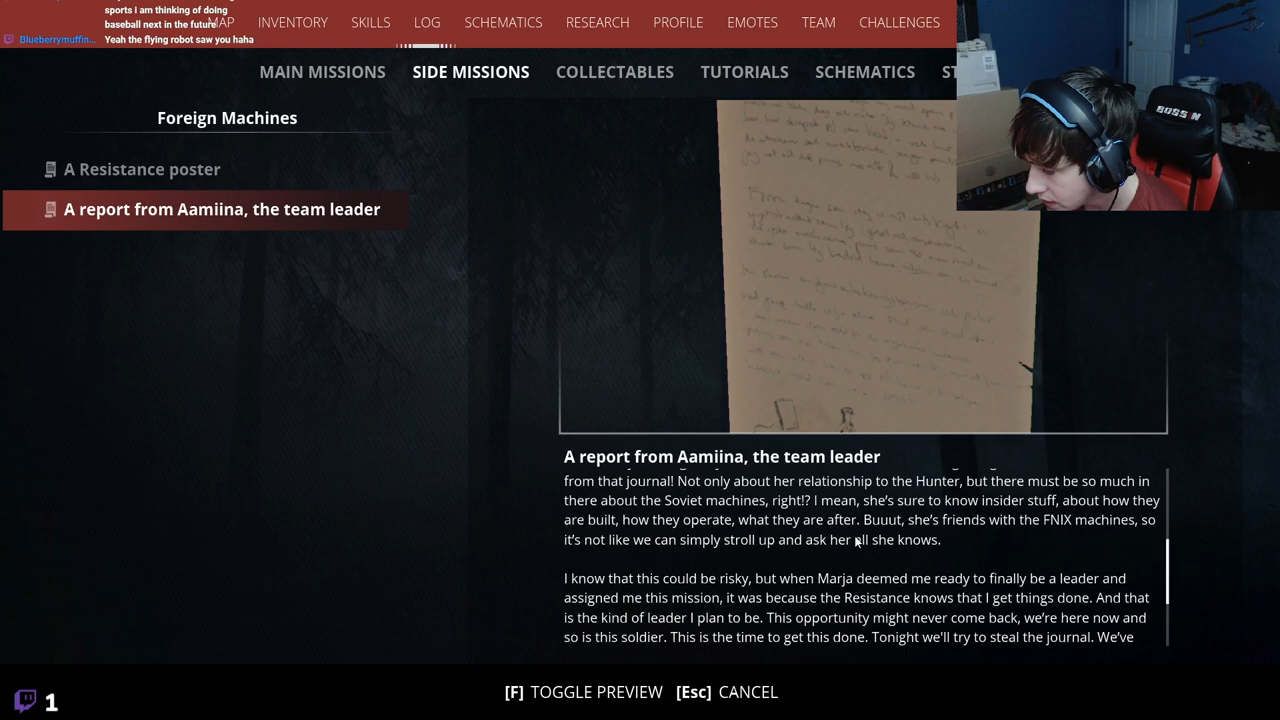 sports i am thinking of doing
baseball next in the future
Blueberrymuffin... Yeah the flying robot saw you haha
MAP INVENTORY SKILLS LOG SCHEMATICS RESEARCH PROFILE EMOTES TEAM CHALLENGES
MAIN MISSIONS SIDE MISSIONS COLLECTABLES TUTORIALS SCHEMATICS ST
Foreign Machines
A Resistance poster
A report from Aamiina, the team leader
BOSSIN
A report from Aamiina, the team leader
from that journal! Not only about her relationship to the Hunter, but there must be so much in
there about the Soviet machines, right!? I mean, she’s sure to know insider stuff, about how they
are built, how they operate, what they are after. Buuut, she’s friends with the FNIX machines, so
it’s not like we can simply stroll up and ask her all she knows.
I know that this could be risky, but when Marja deemed me ready to finally be a leader and
assigned me this mission, it was because the Resistance knows that I get things done. And that
is the kind of leader I plan to be. This opportunity might never come back, we’re here now and
so is this soldier. This is the time to get this done. Tonight we'll try to steal the journal. We’ve
[F] TOGGLE PREVIEW [Esc] CANCEL
1